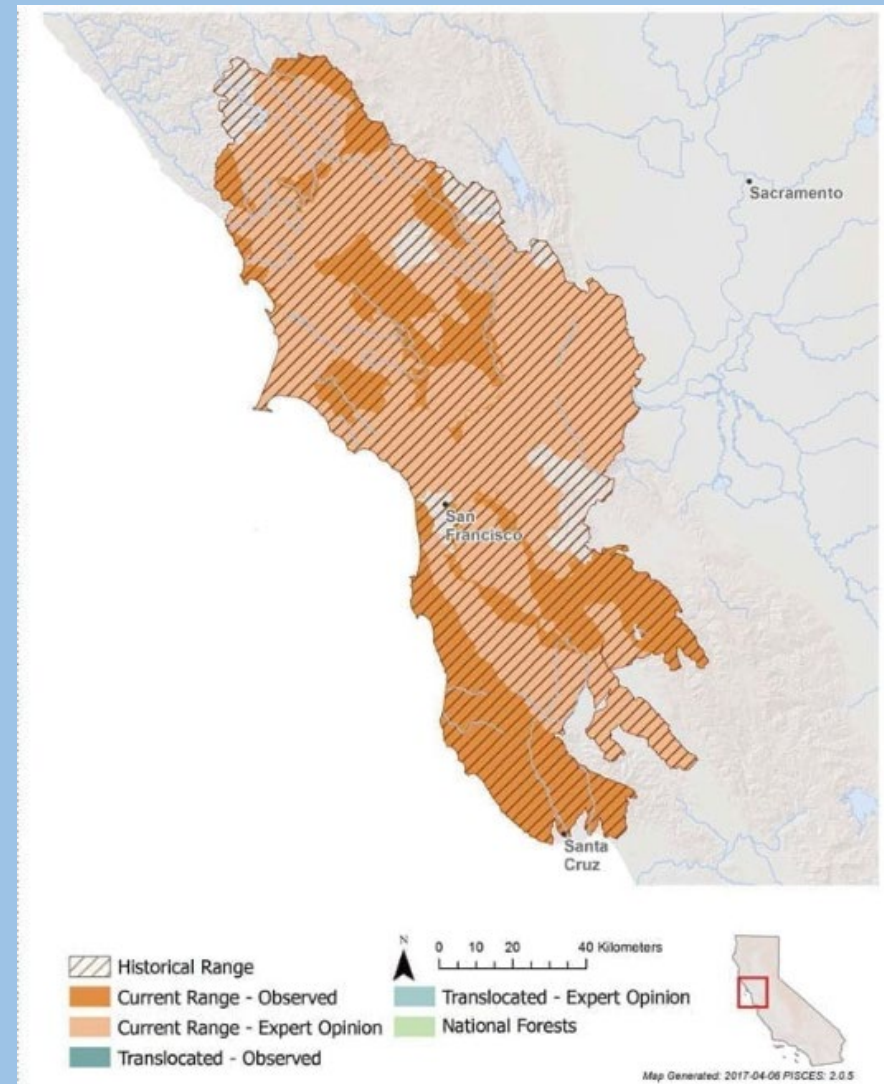 Sacramento
San
Francisco
Santa
Cruz
N
0 10 20 40 Kilometers
Historical Range
Current Range - Observed
Current Range - Expert Opinion
Translocated - Observed
Translocated - Expert Opinion
National Forests
Map Generated: 2017-04-06 PISCES: 2.0.5